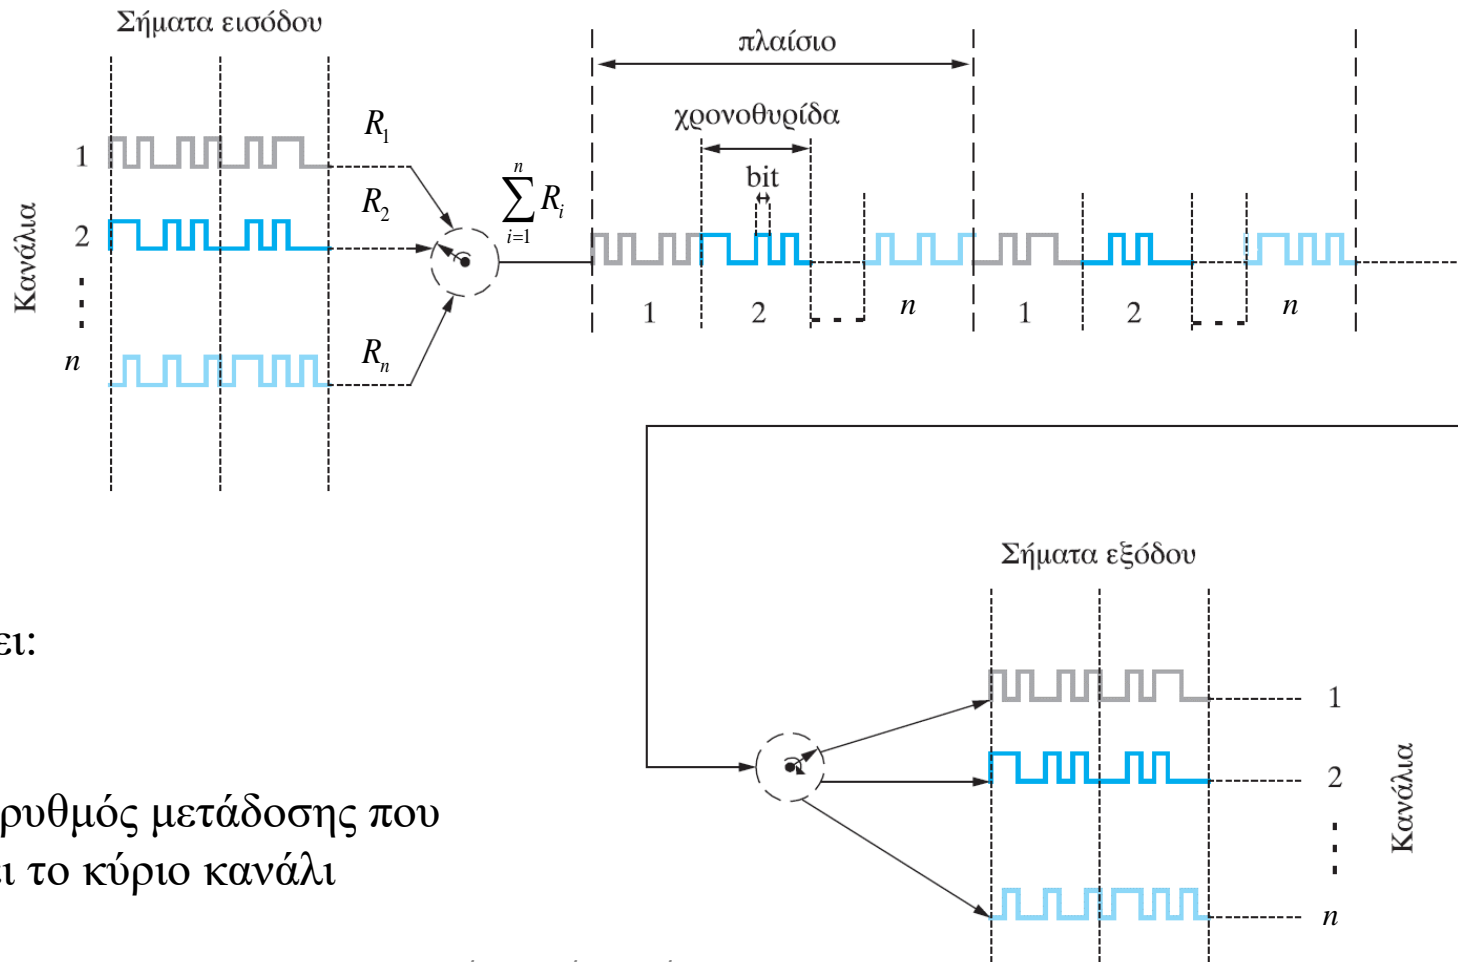 Σήματα εισόδου
πλαίσιο
χρονοθυρίδα
bit
Κανάλια
1
2
n
R₁
R₂
Rₙ
∑ⁿᵢ₌₁ Rᵢ
1 2 n 1 2 n
Σήματα εξόδου
1
2
n
Κανάλια
ει:
ρυθμός μετάδοσης που
ι το κύριο κανάλι